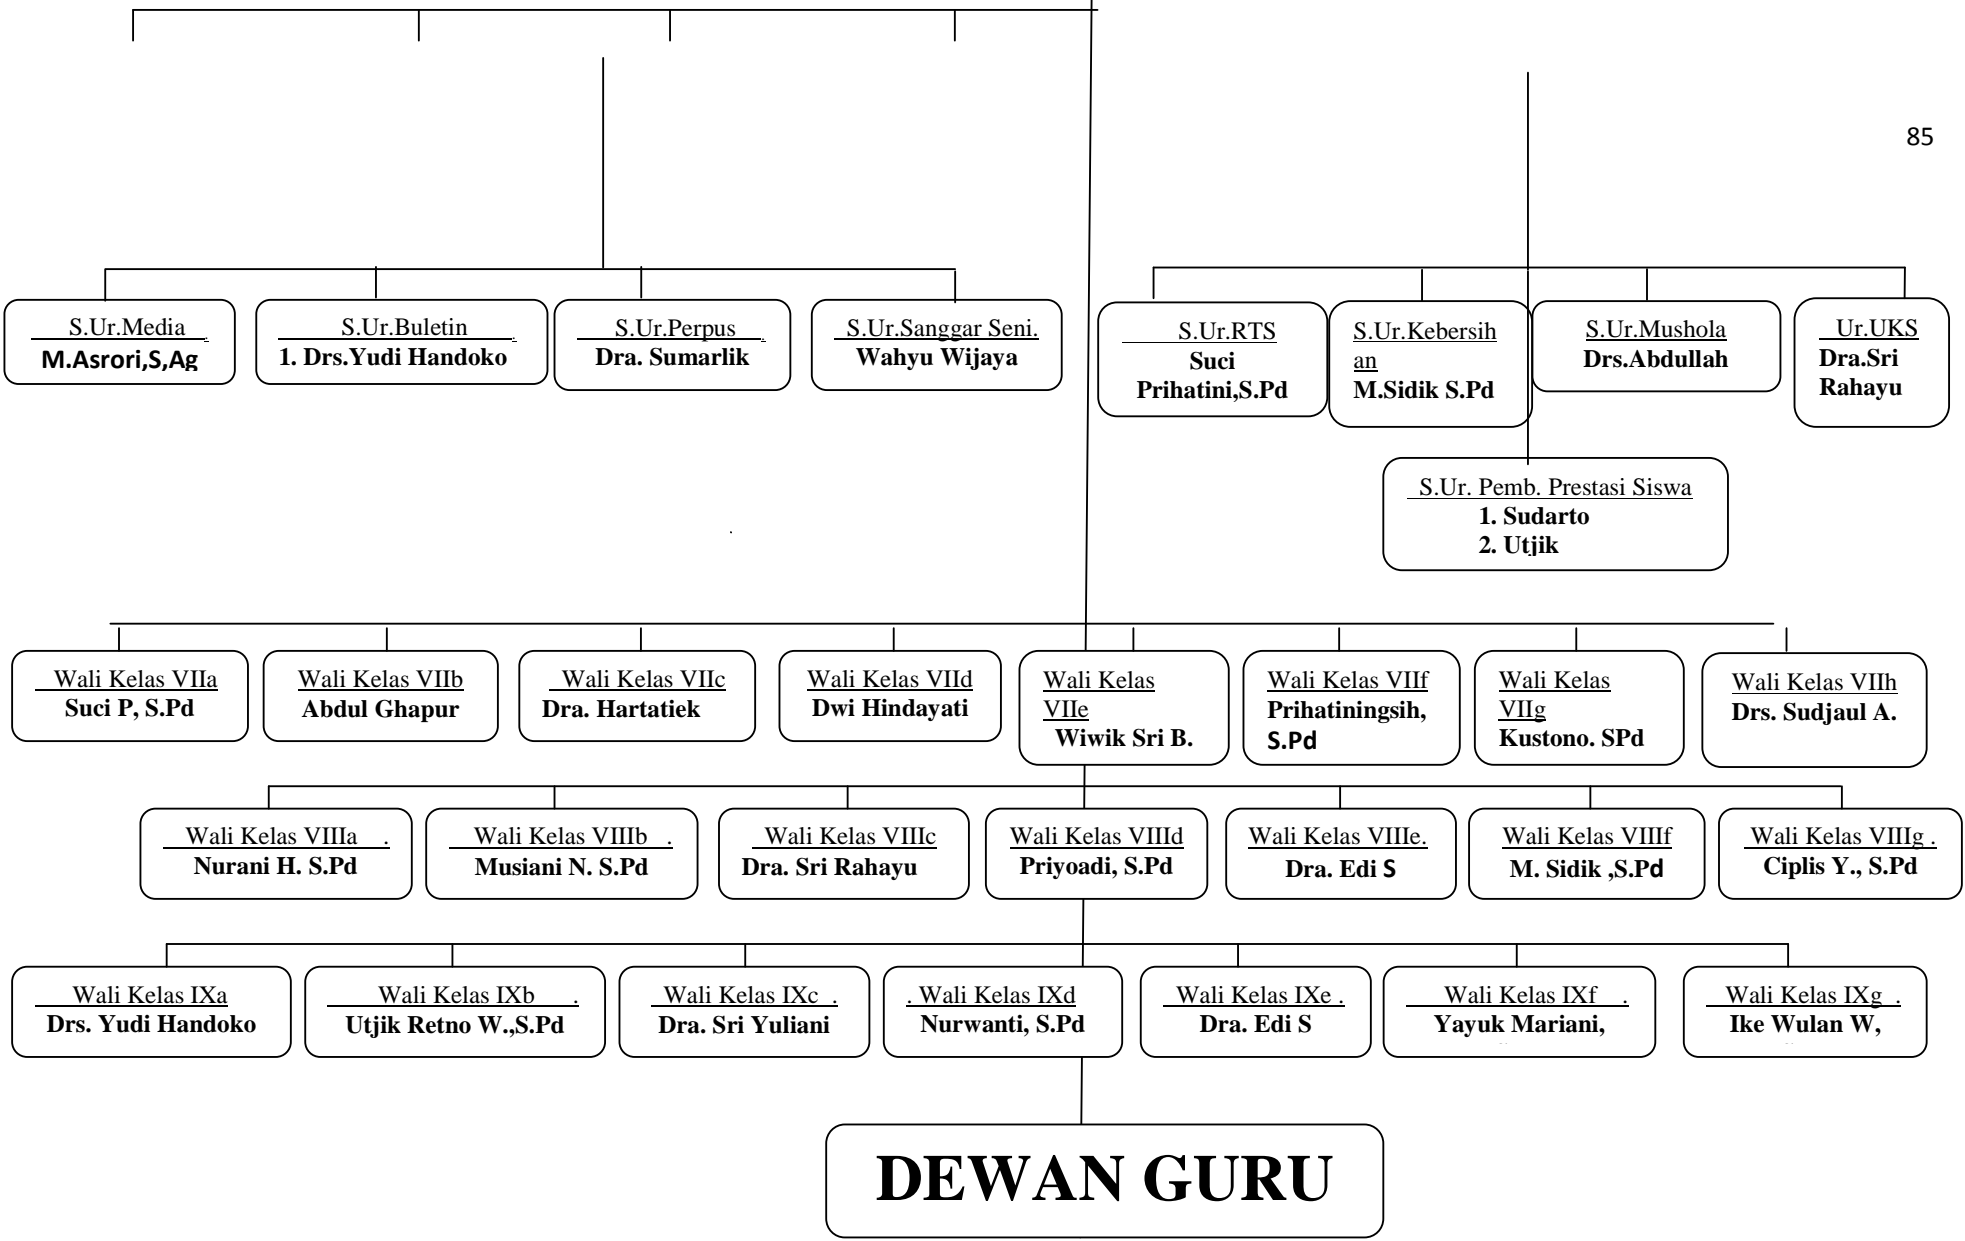 85
S.Ur.Media .
M.Asrori,S,Ag
S.Ur.Buletin .
1. Drs.Yudi Handoko
S.Ur.Perpus .
Dra. Sumarlik
S.Ur.Sanggar Seni.
Wahyu Wijaya
S.Ur.RTS
Suci
Prihatini,S.Pd
S.Ur.Kebersih
an
M.Sidik S.Pd
S.Ur.Mushola
Drs.Abdullah
Ur.UKS
Dra.Sri
Rahayu
S.Ur. Pemb. Prestasi Siswa
1. Sudarto
2. Utjik
.
Wali Kelas VIIa
Suci P, S.Pd
Wali Kelas VIIb
Abdul Ghapur
Wali Kelas VIIc
Dra. Hartatiek
Wali Kelas VIId
Dwi Hindayati
Wali Kelas
VIIe
Wiwik Sri B.
Wali Kelas VIIf
Prihatiningsih,
S.Pd
Wali Kelas
VIIg
Kustono. SPd
Wali Kelas VIIh
Drs. Sudjaul A.
Wali Kelas VIIIa .
Nurani H. S.Pd
Wali Kelas VIIIb .
Musiani N. S.Pd
Wali Kelas VIIIc
Dra. Sri Rahayu
Wali Kelas VIIId
Priyoadi, S.Pd
Wali Kelas VIIIe.
Dra. Edi S
Wali Kelas VIIIf
M. Sidik ,S.Pd
Wali Kelas VIIIg .
Ciplis Y., S.Pd
Wali Kelas IXa
Drs. Yudi Handoko
Wali Kelas IXb .
Utjik Retno W.,S.Pd
Wali Kelas IXc .
Dra. Sri Yuliani
. Wali Kelas IXd
Nurwanti, S.Pd
Wali Kelas IXe .
Dra. Edi S
Wali Kelas IXf .
Yayuk Mariani,
Wali Kelas IXg .
Ike Wulan W,
DEWAN GURU